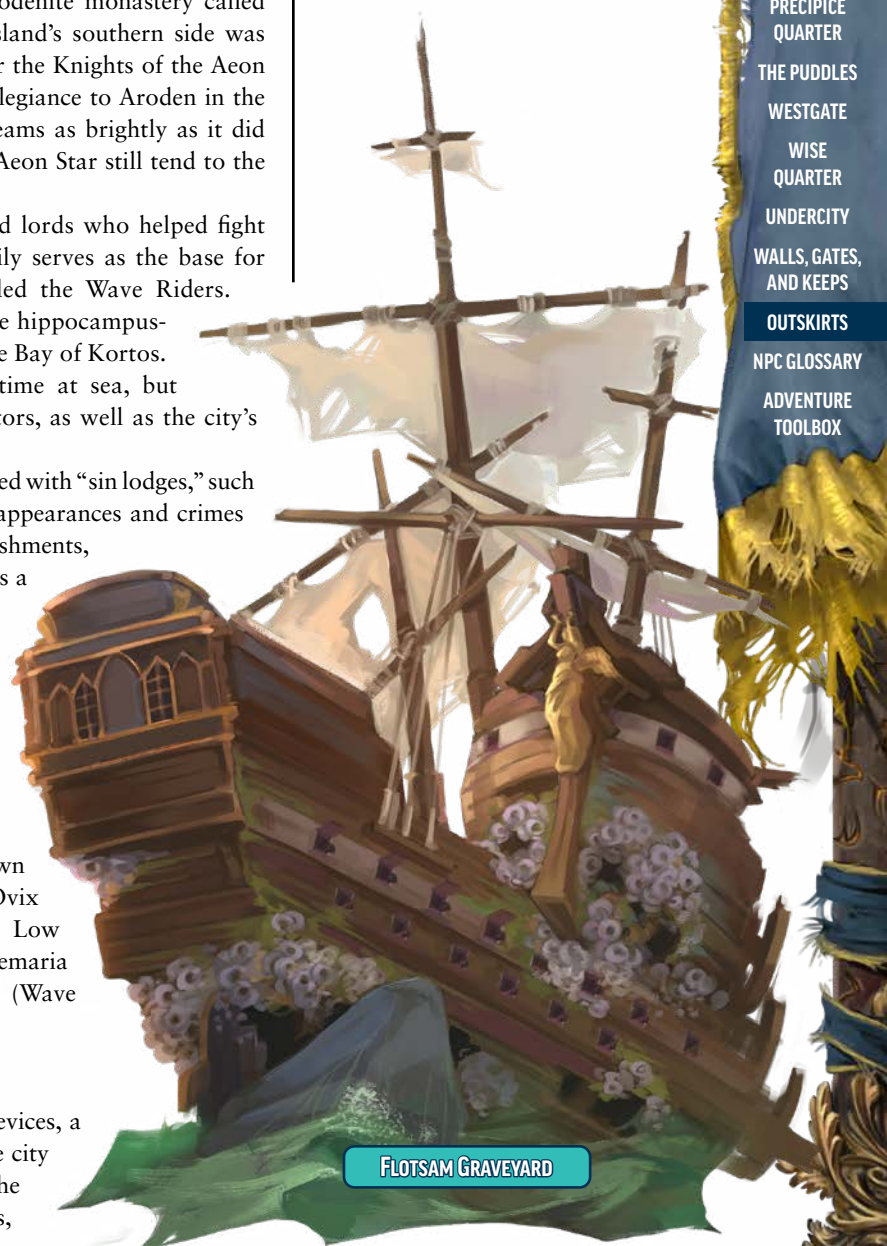 odenite monastery called
sland's southern side was
r the Knights of the Aeon
llegiance to Aroden in the
eams as brightly as it did
Aeon Star still tend to the
d lords who helped fight
ily serves as the base for
led the Wave Riders.
e hippocampus-
e Bay of Kortos.
time at sea, but
tors, as well as the city's
ed with “sin lodges,” such
appearances and crimes
shments,
s a
wn
Ovix
Low
emaria
(Wave
evices, a
e city
he
s,
FLOTSAM GRAVEYARD
PRECIPICE
QUARTER
THE PUDDLES
WESTGATE
WISE
QUARTER
UNDERCITY
WALLS, GATES,
AND KEEPS
OUTSKIRTS
NPC GLOSSARY
ADVENTURE
TOOLBOX